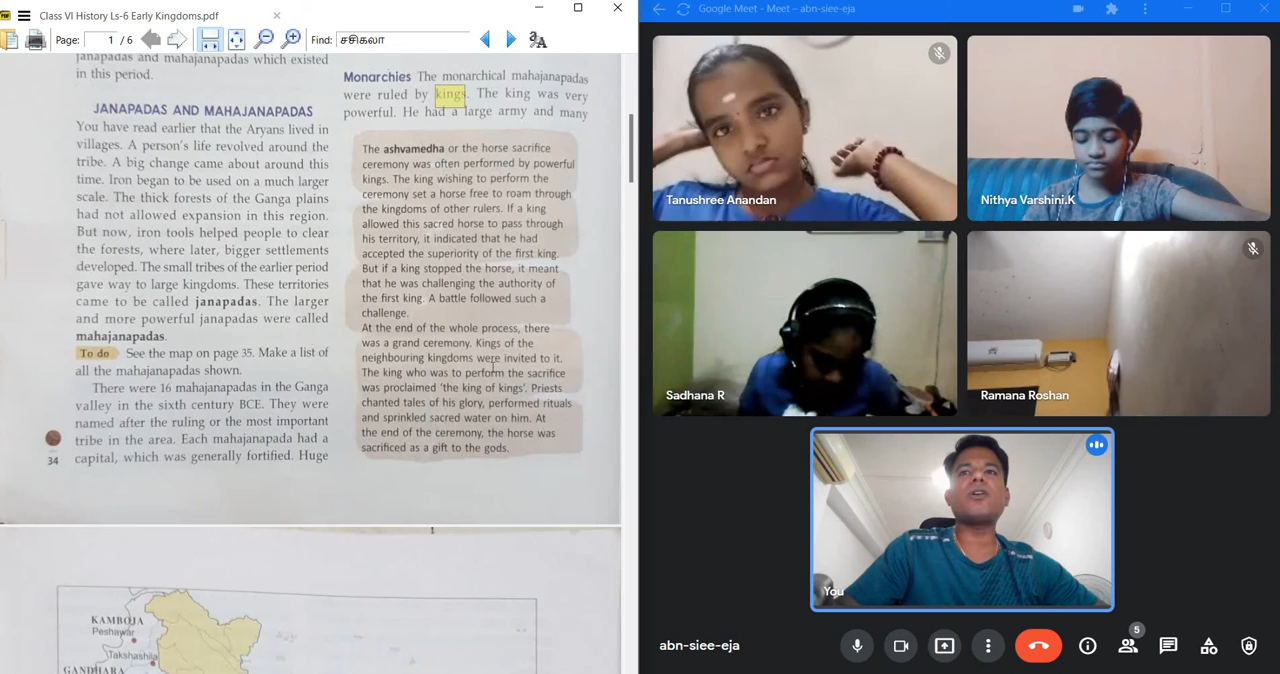 Class VI History Ls-6 Early Kingdoms.pdf
Page: 1 / 6
Find:
janapadas and mahajanapadas which existed
in this period.
JANAPADAS AND MAHAJANAPADAS
You have read earlier that the Aryans lived in
villages. A person's life revolved around the
tribe. A big change came about around this
time. Iron began to be used on a much larger
scale. The thick forests of the Ganga plains
had not allowed expansion in this region.
But now, iron tools helped people to clear
the forests, where later, bigger settlements
developed. The small tribes of the earlier period
gave way to large kingdoms. These territories
came to be called janapadas. The larger
and more powerful janapadas were called
mahajanapadas.
To do See the map on page 35. Make a list of
all the mahajanapadas shown.
There were 16 mahajanapadas in the Ganga
valley in the sixth century BCE. They were
named after the ruling or the most important
tribe in the area. Each mahajanapada had a
capital, which was generally fortified. Huge
34
Monarchies The monarchical mahajanapadas
were ruled by kings. The king was very
powerful. He had a large army and many
The ashvamedha or the horse sacrifice
ceremony was often performed by powerful
kings. The king wishing to perform the
ceremony set a horse free to roam through
the kingdoms of other rulers. If a king
allowed this sacred horse to pass through
his territory, it indicated that he had
accepted the superiority of the first king.
But if a king stopped the horse, it meant
that he was challenging the authority of
the first king. A battle followed such a
challenge.
At the end of the whole process, there
was a grand ceremony. Kings of the
neighbouring kingdoms were invited to it.
The king who was to perform the sacrifice
was proclaimed 'the king of kings'. Priests
chanted tales of his glory, performed rituals
and sprinkled sacred water on him. At
the end of the ceremony, the horse was
sacrificed as a gift to the gods.
KAMBOJA
Peshawar
Takshashila
GANDHARA
Google Meet - Meet – abn-siee-eja
Tanushree Anandan
Nithya Varshini.K
Sadhana R
Ramana Roshan
You
abn-siee-eja
5